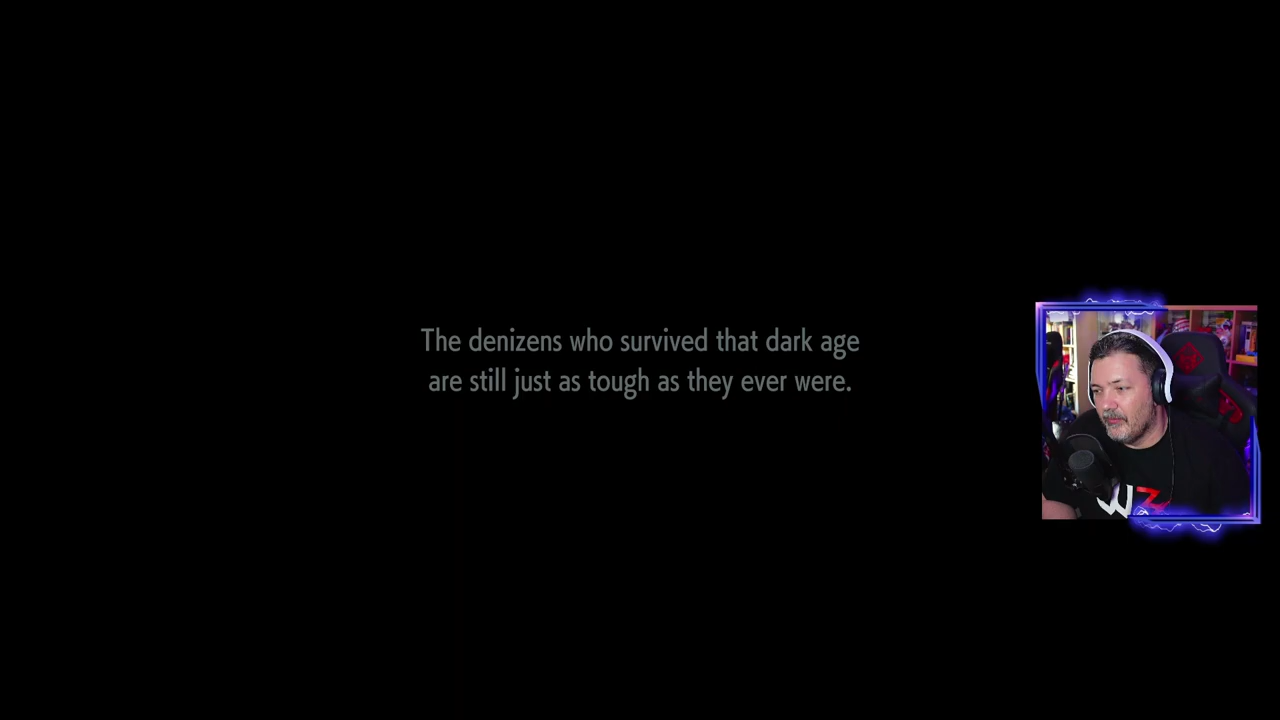 The denizens who survived that dark age
are still just as tough as they ever were.